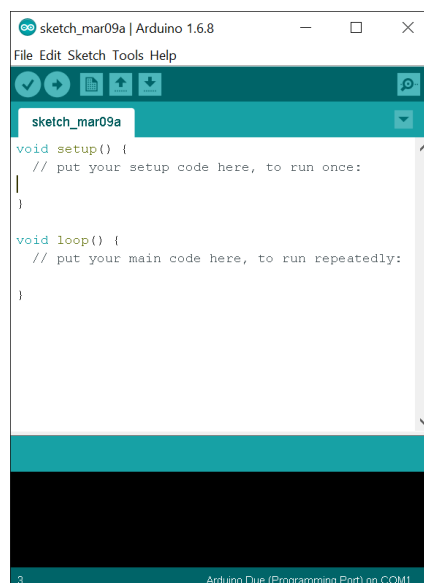 sketch_mar09a | Arduino 1.6.8
File Edit Sketch Tools Help
sketch_mar09a
void setup() {
  // put your setup code here, to run once:
}
void loop() {
  // put your main code here, to run repeatedly:
}
3 Arduino Due (Programming Port) on COM1